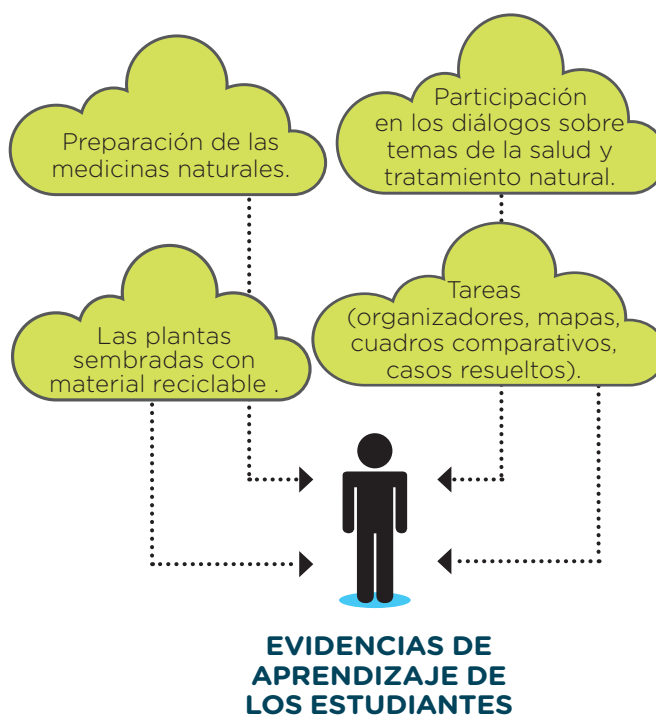 Preparación de las
medicinas naturales.
Participación
en los diálogos sobre
temas de la salud y
tratamiento natural.
Las plantas
sembradas con
material reciclable .
Tareas
(organizadores, mapas,
cuadros comparativos,
casos resueltos).
EVIDENCIAS DE
APRENDIZAJE DE
LOS ESTUDIANTES